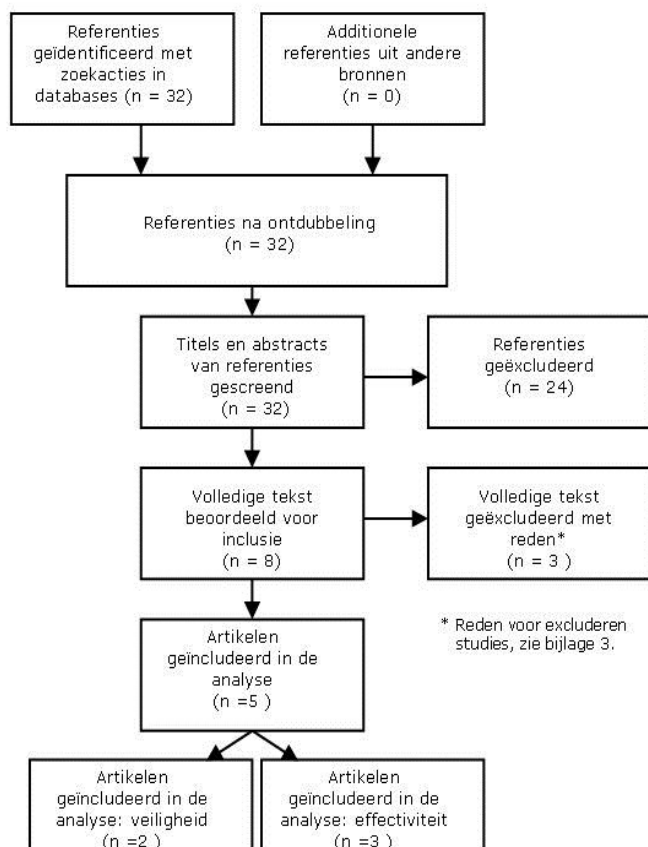 Referenties
geïdentificeerd met
zoekacties in
databases (n = 32)
Additionele
referenties uit andere
bronnen
(n = 0)
Referenties na ontdubbeling
(n = 32)
Titels en abstracts
van referenties
gescreend
(n = 32)
Referenties
geëxcludeerd
(n = 24)
Volledige tekst
beoordeeld voor
inclusie
(n = 8)
Volledige tekst
geëxcludeerd met
reden*
(n = 3 )
* Reden voor excluderen
studies, zie bijlage 3.
Artikelen
geïncludeerd in de
analyse
(n =5 )
Artikelen
geïncludeerd in de
analyse: veiligheid
(n =2 )
Artikelen
geïncludeerd in de
analyse: effectiviteit
(n =3 )